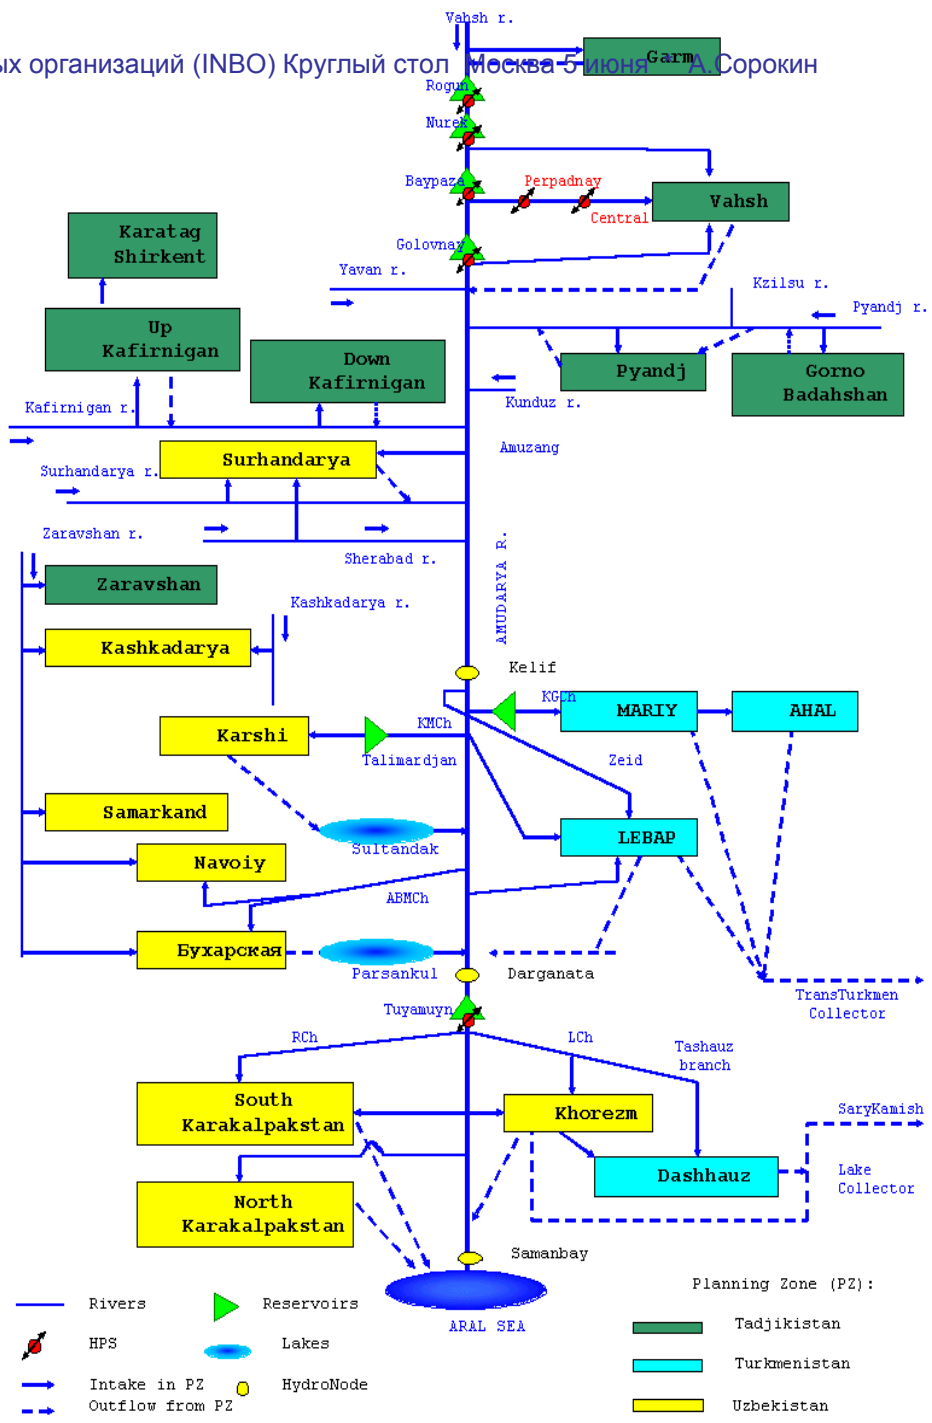 Vahsh r.
ых организаций (INBO) Круглый стол Москва 5 июня А.Сорокин
Garm
Rogun
Nurek
Baypaza
Perpadnay
Central
Vahsh
Karatag
Shirkent
Golovnay
Yavan r.
Kzilsu r.
Pyandj r.
Up
Kafirnigan
Down
Kafirnigan
Pyandj
Gorno
Badahshan
Kafirnigan r.
Kunduz r.
Amuzang
Surhandarya
Surhandarya r.
Zaravshan r.
Sherabad r.
AMUDARYA R.
Zaravshan
Kashkadarya r.
Kashkadarya
Kelif
KGCh
MARIY
AHAL
Karshi
KMCh
Talimardjan
Zeid
Samarkand
Sultandak
LEBAP
Navoiy
ABMCh
Бухарская
Parsankul
Darganata
TransTurkmen
Collector
Tuyamuyn
RCh
LCh
Tashauz
branch
South
Karakalpakstan
Khorezm
SaryKamish
Dashhauz
Lake
Collector
North
Karakalpakstan
Samanbay
ARAL SEA
Planning Zone (PZ):
Rivers
Reservoirs
Tadjikistan
HPS
Lakes
Turkmenistan
Intake in PZ
HydroNode
Outflow from PZ
Uzbekistan